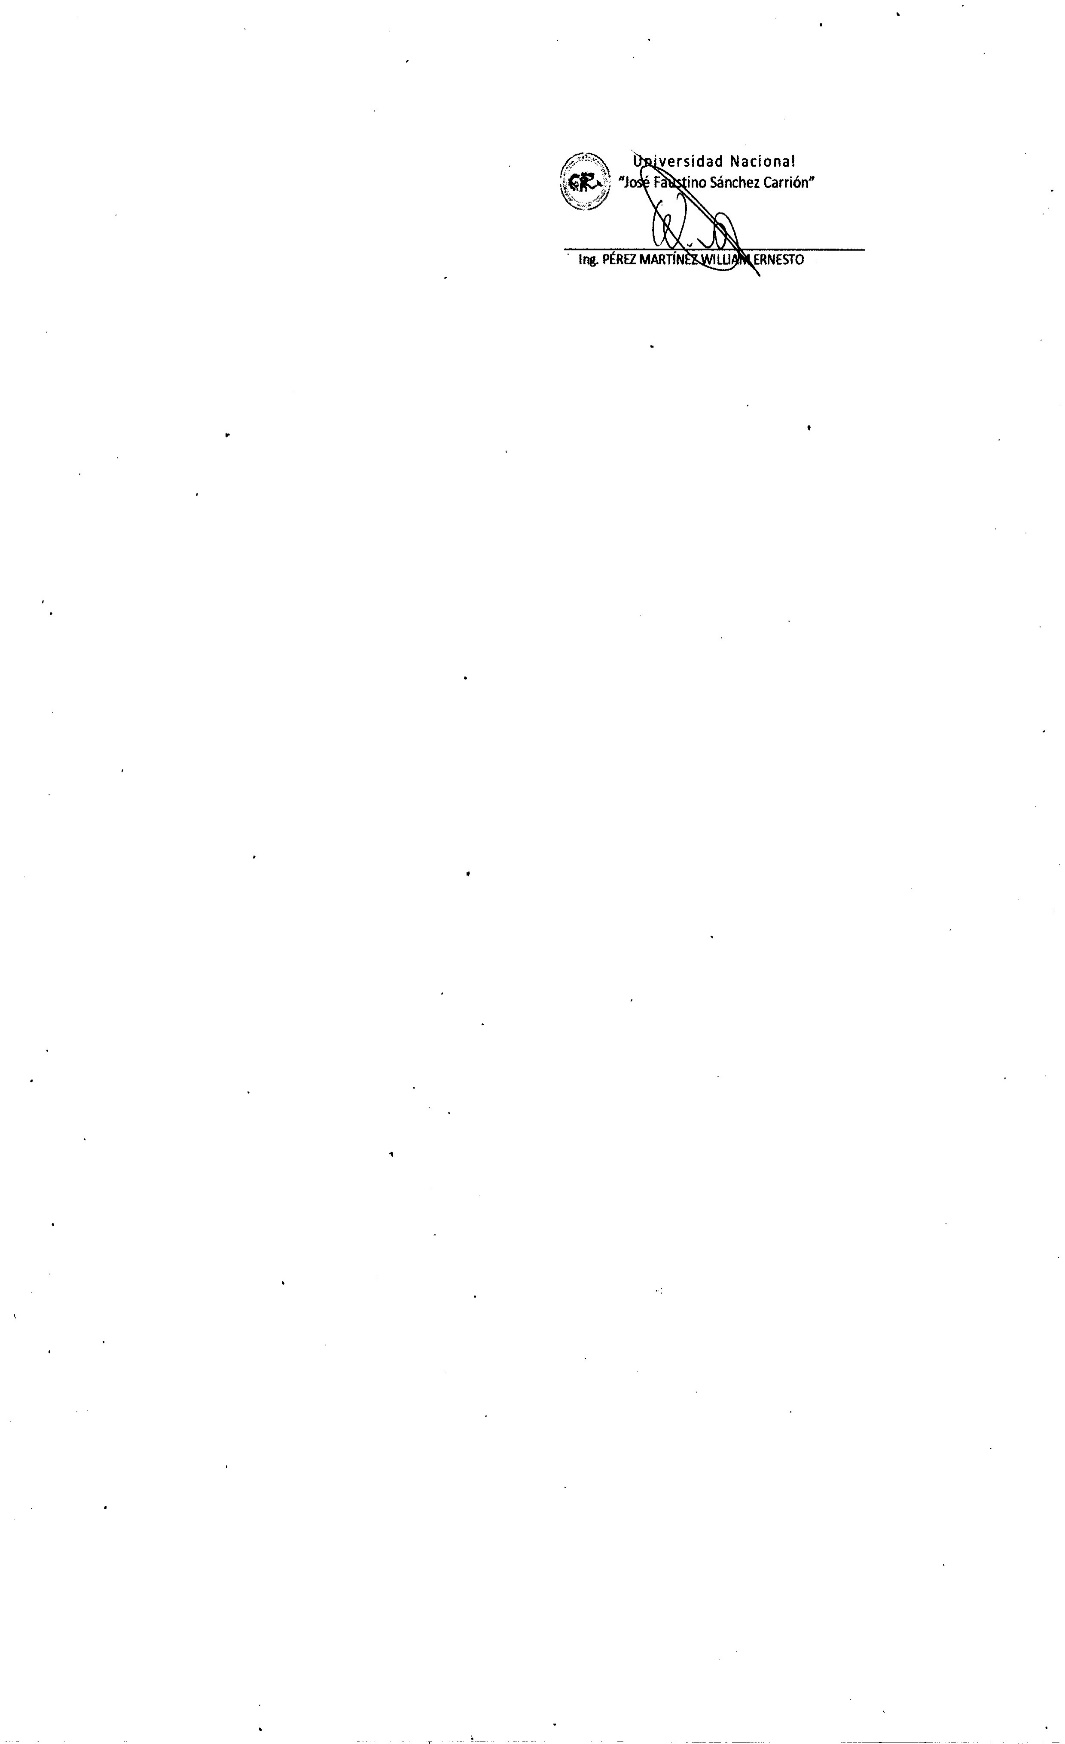 Universidad Nacional
"José Faustino Sánchez Carrión"
Ing. PÉREZ MARTÍNEZ WILLIAM ERNESTO